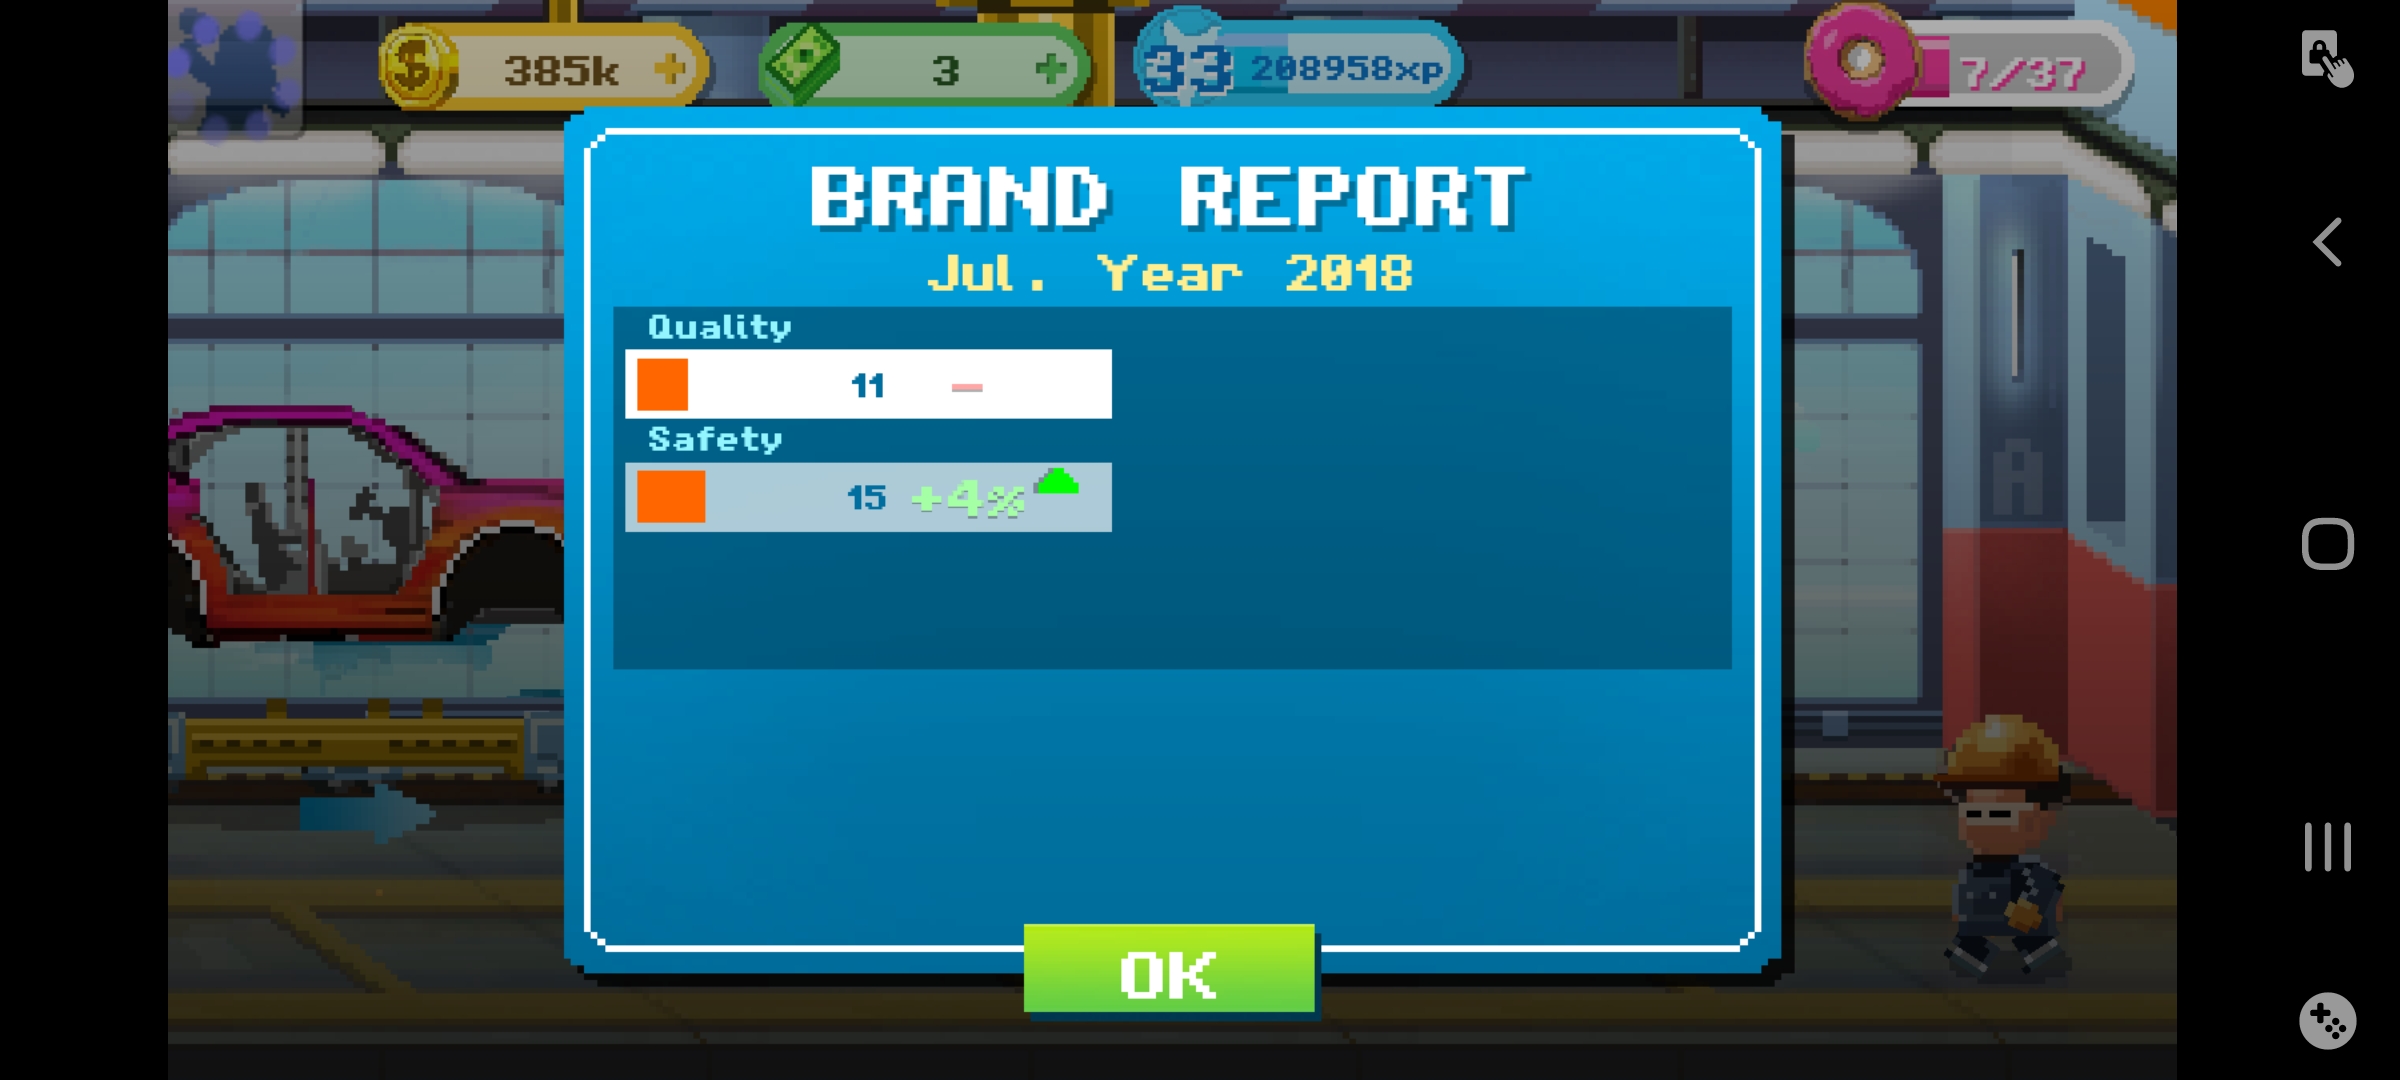 385k +
3 +
33 208958xp
7/37
BRAND REPORT
Jul. Year 2018
Quality
11 –
Safety
15 +4%
A
OK